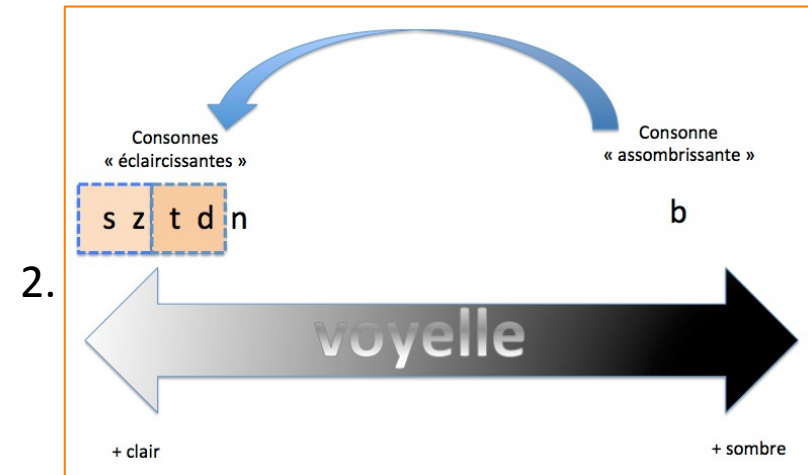 Consonnes
« éclaircissantes »
Consonne
« assombrissante »
s z t d n
b
2.
voyelle
+ clair
+ sombre